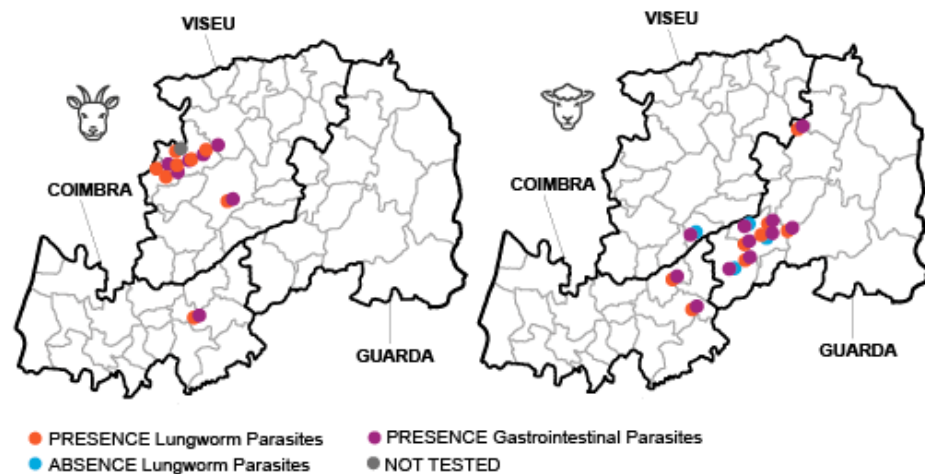 VISEU
COIMBRA
GUARDA
VISEU
COIMBRA
GUARDA
PRESENCE Lungworm Parasites
PRESENCE Gastrointestinal Parasites
ABSENCE Lungworm Parasites
NOT TESTED